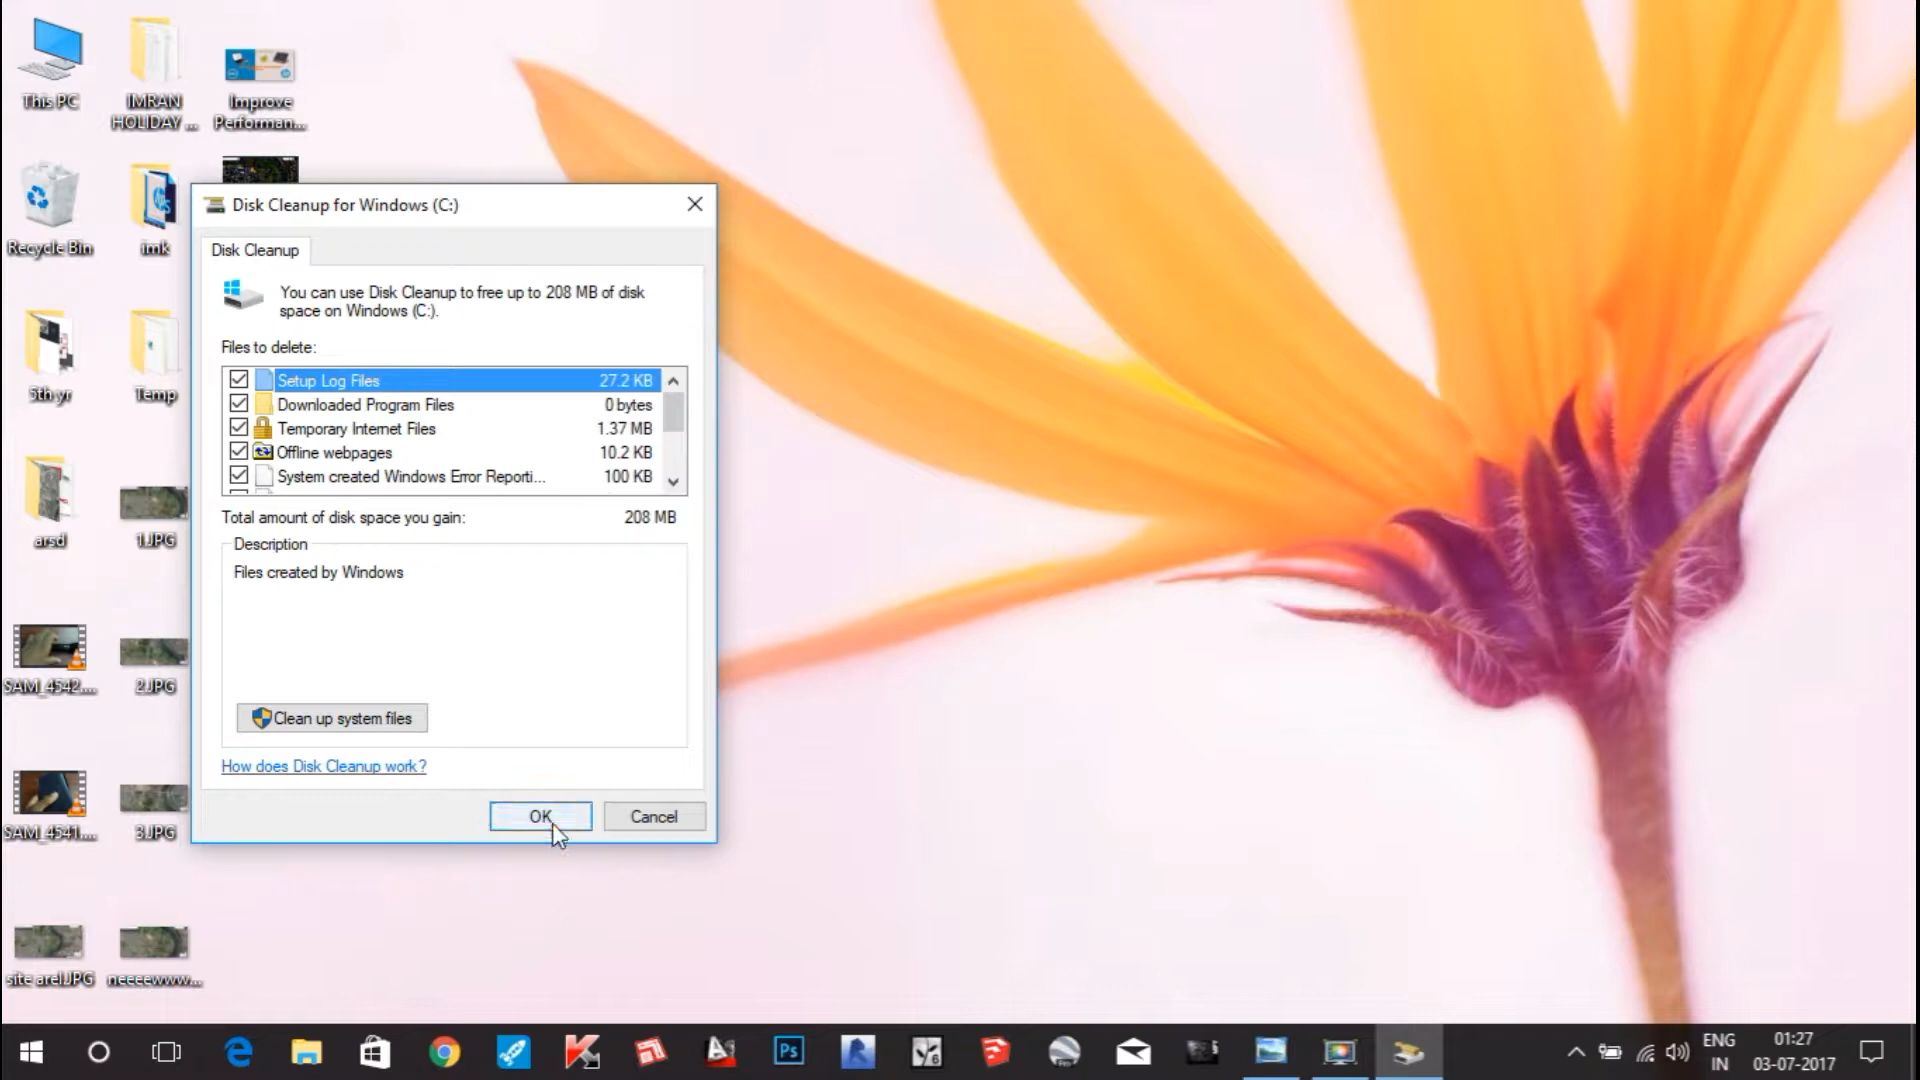 This PC
IMRAN
HOLIDAY ...
Improve
Performan...
Recycle Bin
imk
5th yr
Temp
arsd
1.JPG
SAM_4542....
2.JPG
SAM_4541....
3.JPG
site arel.JPG
neeeewww...
Disk Cleanup for Windows (C:)
Disk Cleanup
You can use Disk Cleanup to free up to 208 MB of disk
space on Windows (C:).
Files to delete:
Setup Log Files 27.2 KB
Downloaded Program Files 0 bytes
Temporary Internet Files 1.37 MB
Offline webpages 10.2 KB
System created Windows Error Reporti... 100 KB
Total amount of disk space you gain: 208 MB
Description
Files created by Windows
Clean up system files
How does Disk Cleanup work?
OK
Cancel
Ps
ENG
IN
01:27
03-07-2017